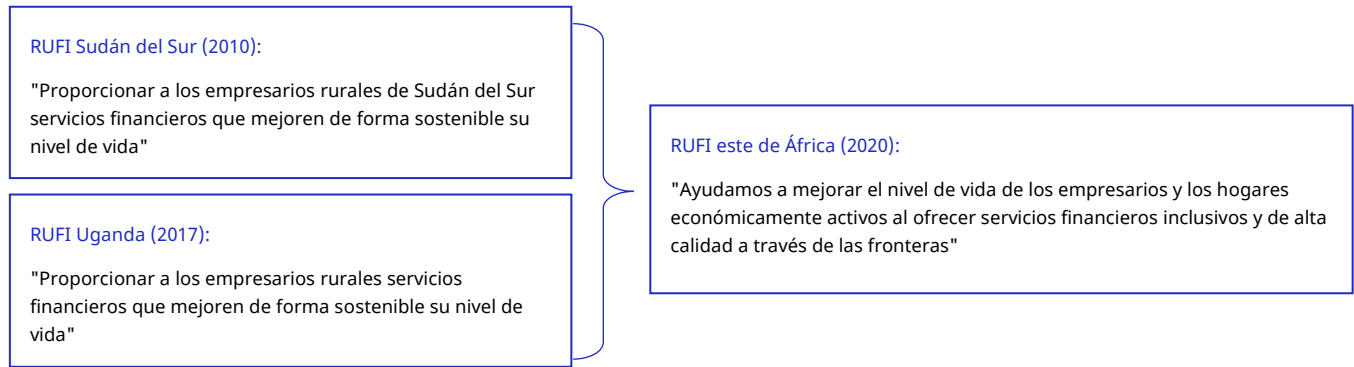 RUFI Sudán del Sur (2010):
"Proporcionar a los empresarios rurales de Sudán del Sur
servicios financieros que mejoren de forma sostenible su
nivel de vida"
RUFI Uganda (2017):
"Proporcionar a los empresarios rurales servicios
financieros que mejoren de forma sostenible su nivel de
vida"
RUFI este de África (2020):
"Ayudamos a mejorar el nivel de vida de los empresarios y los hogares
económicamente activos al ofrecer servicios financieros inclusivos y de alta
calidad a través de las fronteras"